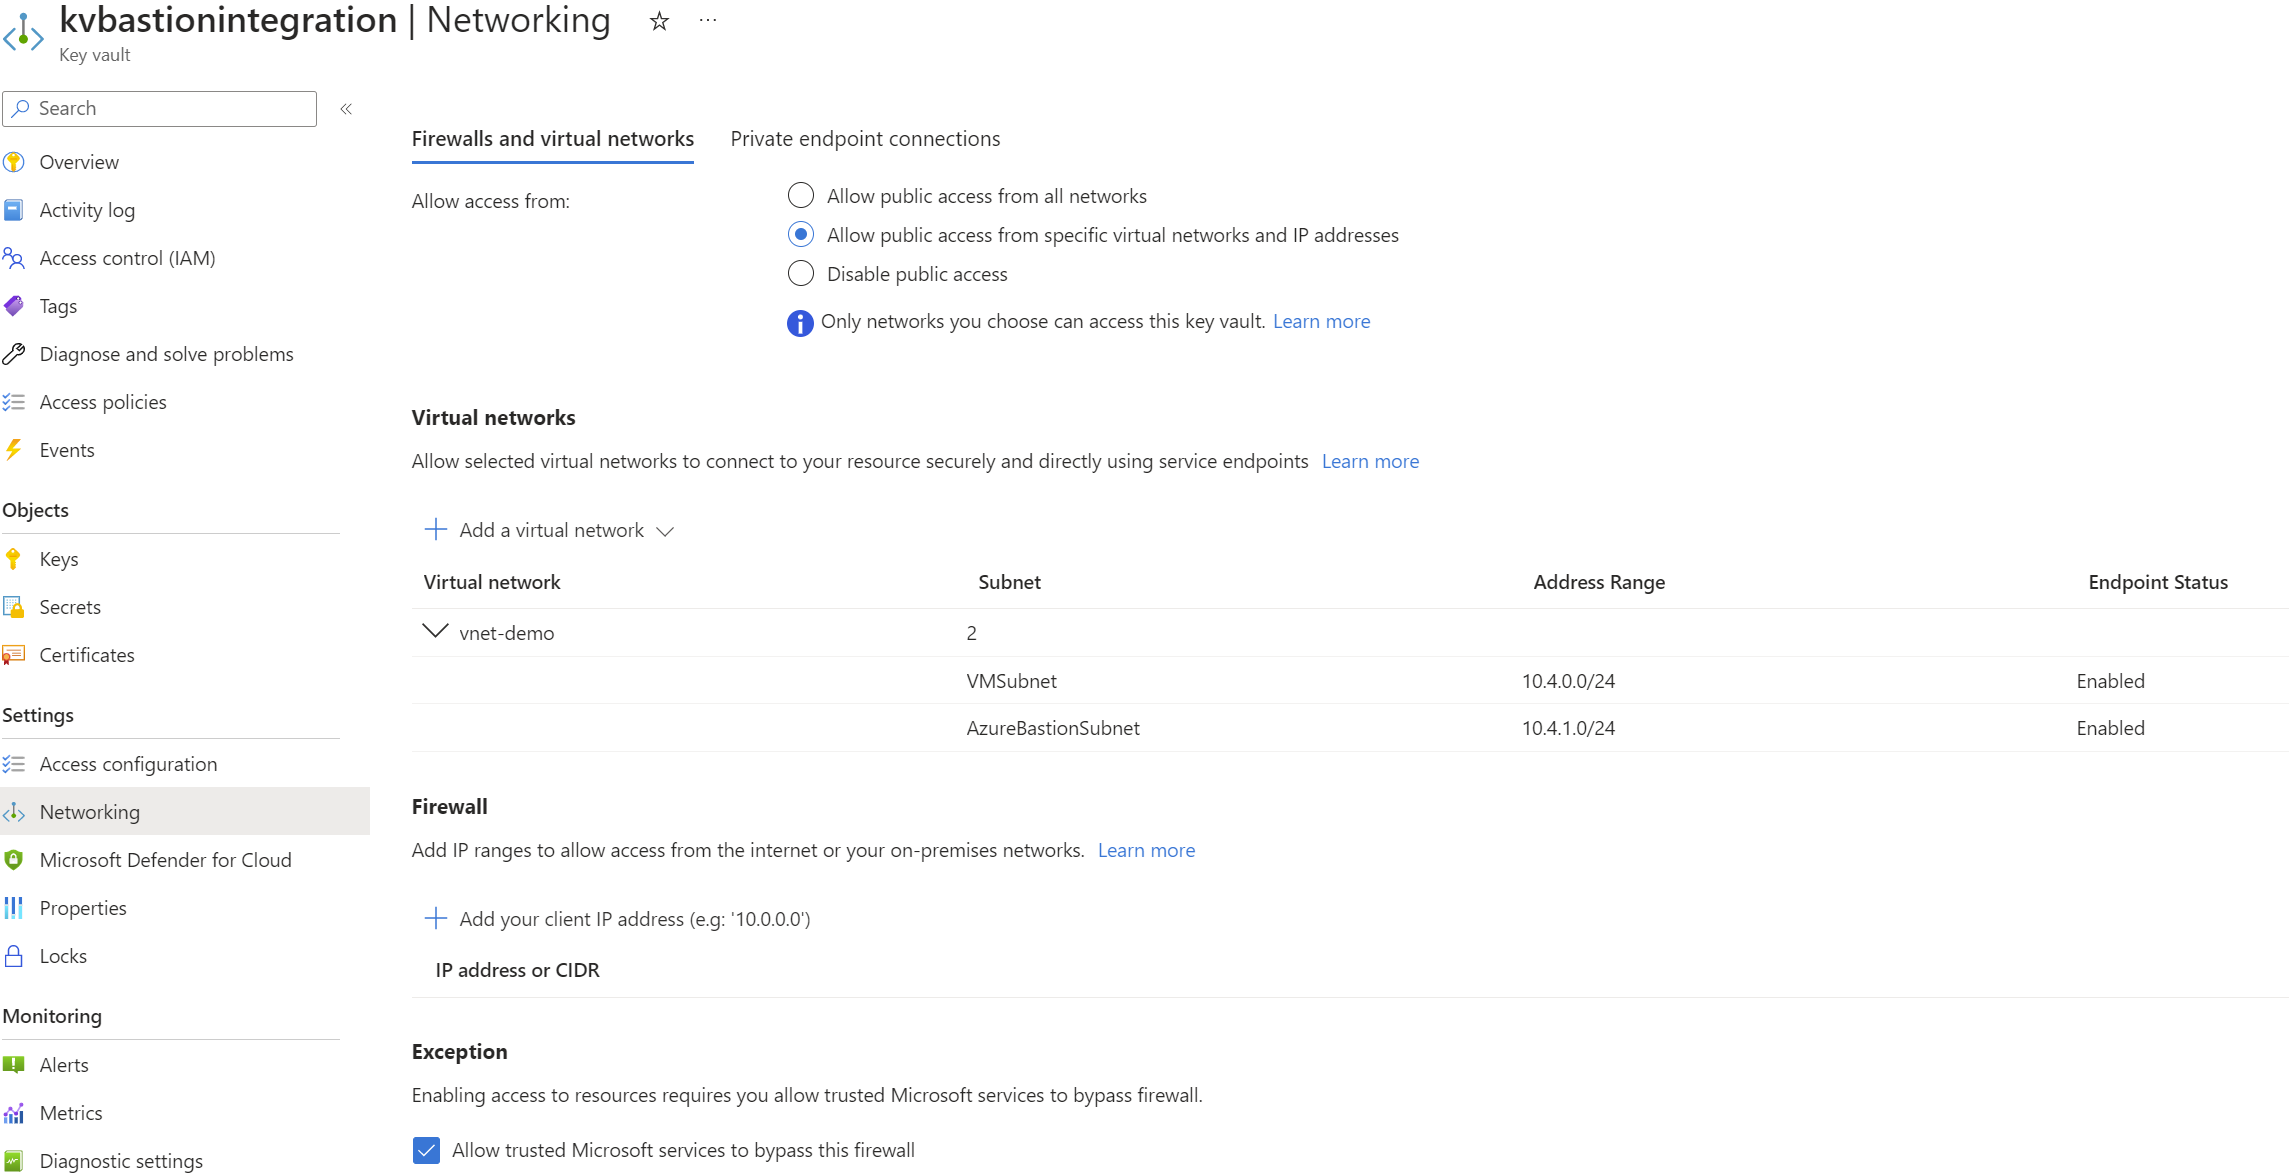 kvbastionintegration | Networking
Key vault
Search
Overview
Activity log
Access control (IAM)
Tags
Diagnose and solve problems
Access policies
Events
Objects
Keys
Secrets
Certificates
Settings
Access configuration
Networking
Microsoft Defender for Cloud
Properties
Locks
Monitoring
Alerts
Metrics
Diagnostic settings
Firewalls and virtual networks Private endpoint connections
Allow access from:
Allow public access from all networks
Allow public access from specific virtual networks and IP addresses
Disable public access
Only networks you choose can access this key vault. Learn more
Virtual networks
Allow selected virtual networks to connect to your resource securely and directly using service endpoints Learn more
Add a virtual network
Virtual network Subnet Address Range Endpoint Status
vnet-demo 2
VMSubnet 10.4.0.0/24 Enabled
AzureBastionSubnet 10.4.1.0/24 Enabled
Firewall
Add IP ranges to allow access from the internet or your on-premises networks. Learn more
Add your client IP address (e.g: '10.0.0.0')
IP address or CIDR
Exception
Enabling access to resources requires you allow trusted Microsoft services to bypass firewall.
Allow trusted Microsoft services to bypass this firewall